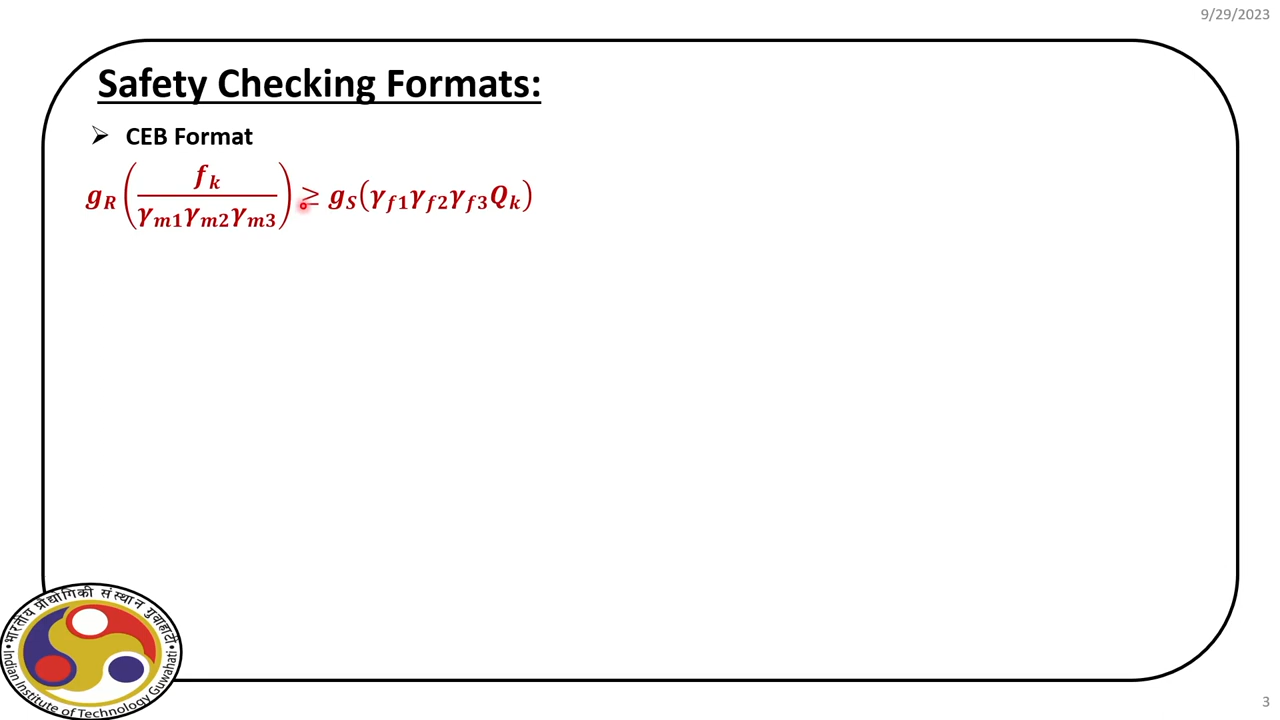 9/29/2023
Safety Checking Formats:
➢ CEB Format
g_R (f_k / γ_m1 γ_m2 γ_m3) ≥ g_S(γ_f1 γ_f2 γ_f3 Q_k)
भारतीय प्रौद्योगिकी संस्थान गुवाहाटी
Indian Institute of Technology Guwahati
3